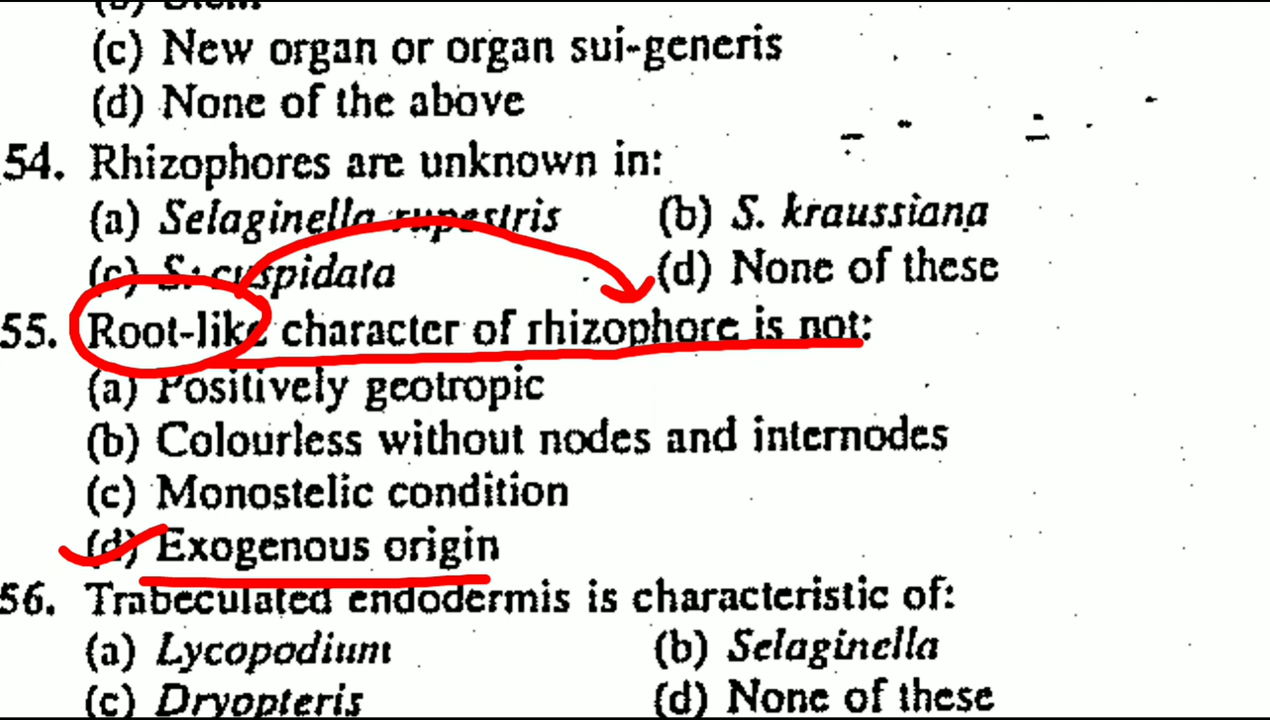 (b) Stem
(c) New organ or organ sui-generis
(d) None of the above
54. Rhizophores are unknown in:
(a) Selaginella rupestris (b) S. kraussiana
(c) S. cuspidata (d) None of these
55. Root-like character of rhizophore is not:
(a) Positively geotropic
(b) Colourless without nodes and internodes
(c) Monostelic condition
(d) Exogenous origin
56. Trabeculated endodermis is characteristic of:
(a) Lycopodium (b) Selaginella
(c) Dryopteris (d) None of these